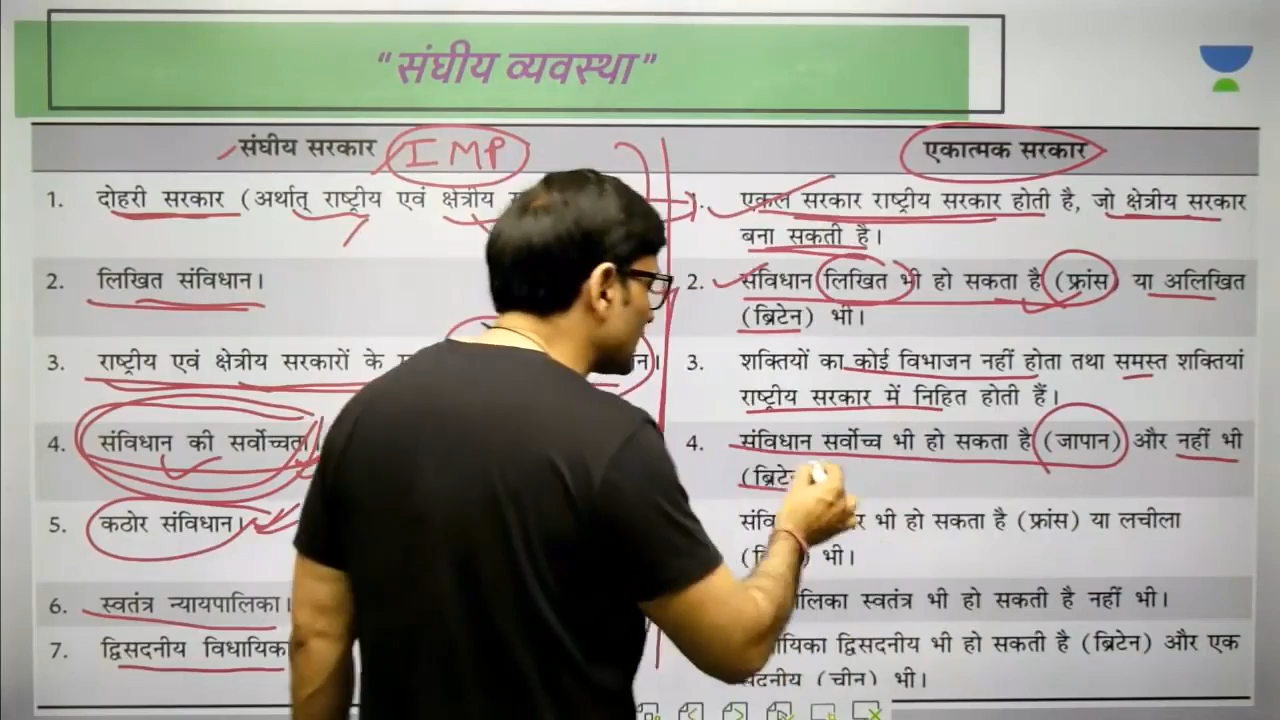 “संघीय व्यवस्था”
संघीय सरकार IMP
1. दोहरी सरकार (अर्थात् राष्ट्रीय एवं क्षेत्रीय
2. लिखित संविधान।
3. राष्ट्रीय एवं क्षेत्रीय सरकारों के
4. संविधान की सर्वोच्चता।
5. कठोर संविधान।
6. स्वतंत्र न्यायपालिका।
7. द्विसदनीय विधायिका
एकात्मक सरकार
1. एकल सरकार राष्ट्रीय सरकार होती है, जो क्षेत्रीय सरकार
बना सकती है।
2. संविधान लिखित भी हो सकता है (फ्रांस) या अलिखित
(ब्रिटेन) भी।
3. शक्तियों का कोई विभाजन नहीं होता तथा समस्त शक्तियां
राष्ट्रीय सरकार में निहित होती हैं।
4. संविधान सर्वोच्च भी हो सकता है (जापान) और नहीं भी
भी हो सकता है (फ्रांस) या लचीला
भी।
स्वतंत्र भी हो सकती है नहीं भी।
द्विसदनीय भी हो सकती है (ब्रिटेन) और एक
(चीन) भी।